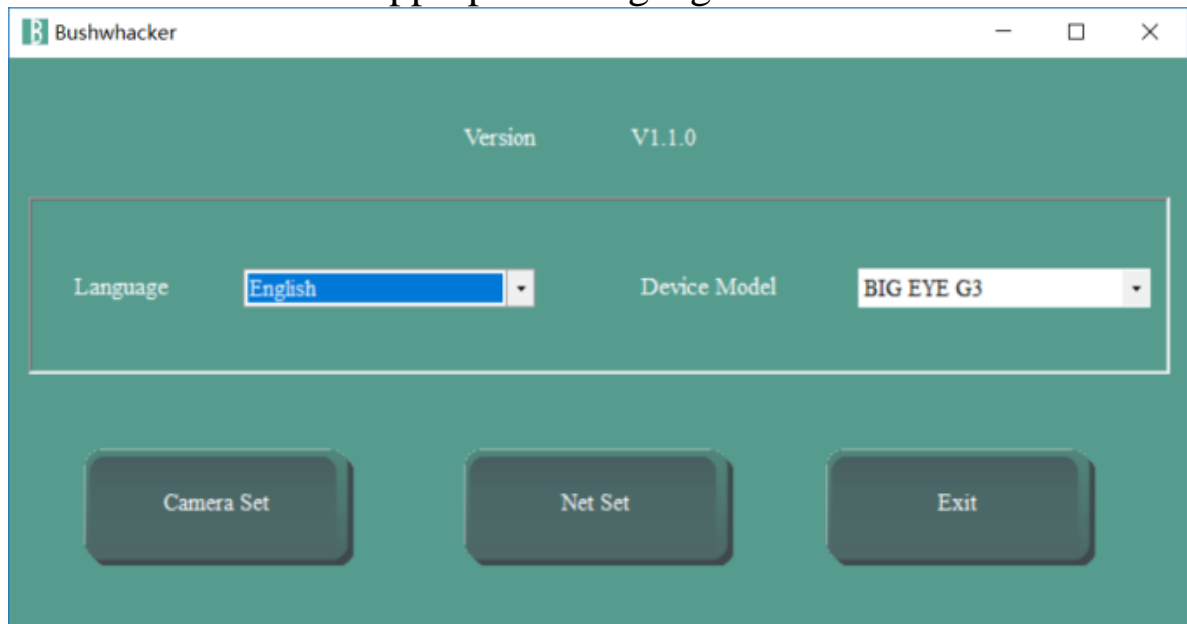 Bushwhacker
Version V1.1.0
Language English Device Model BIG EYE G3
Camera Set Net Set Exit